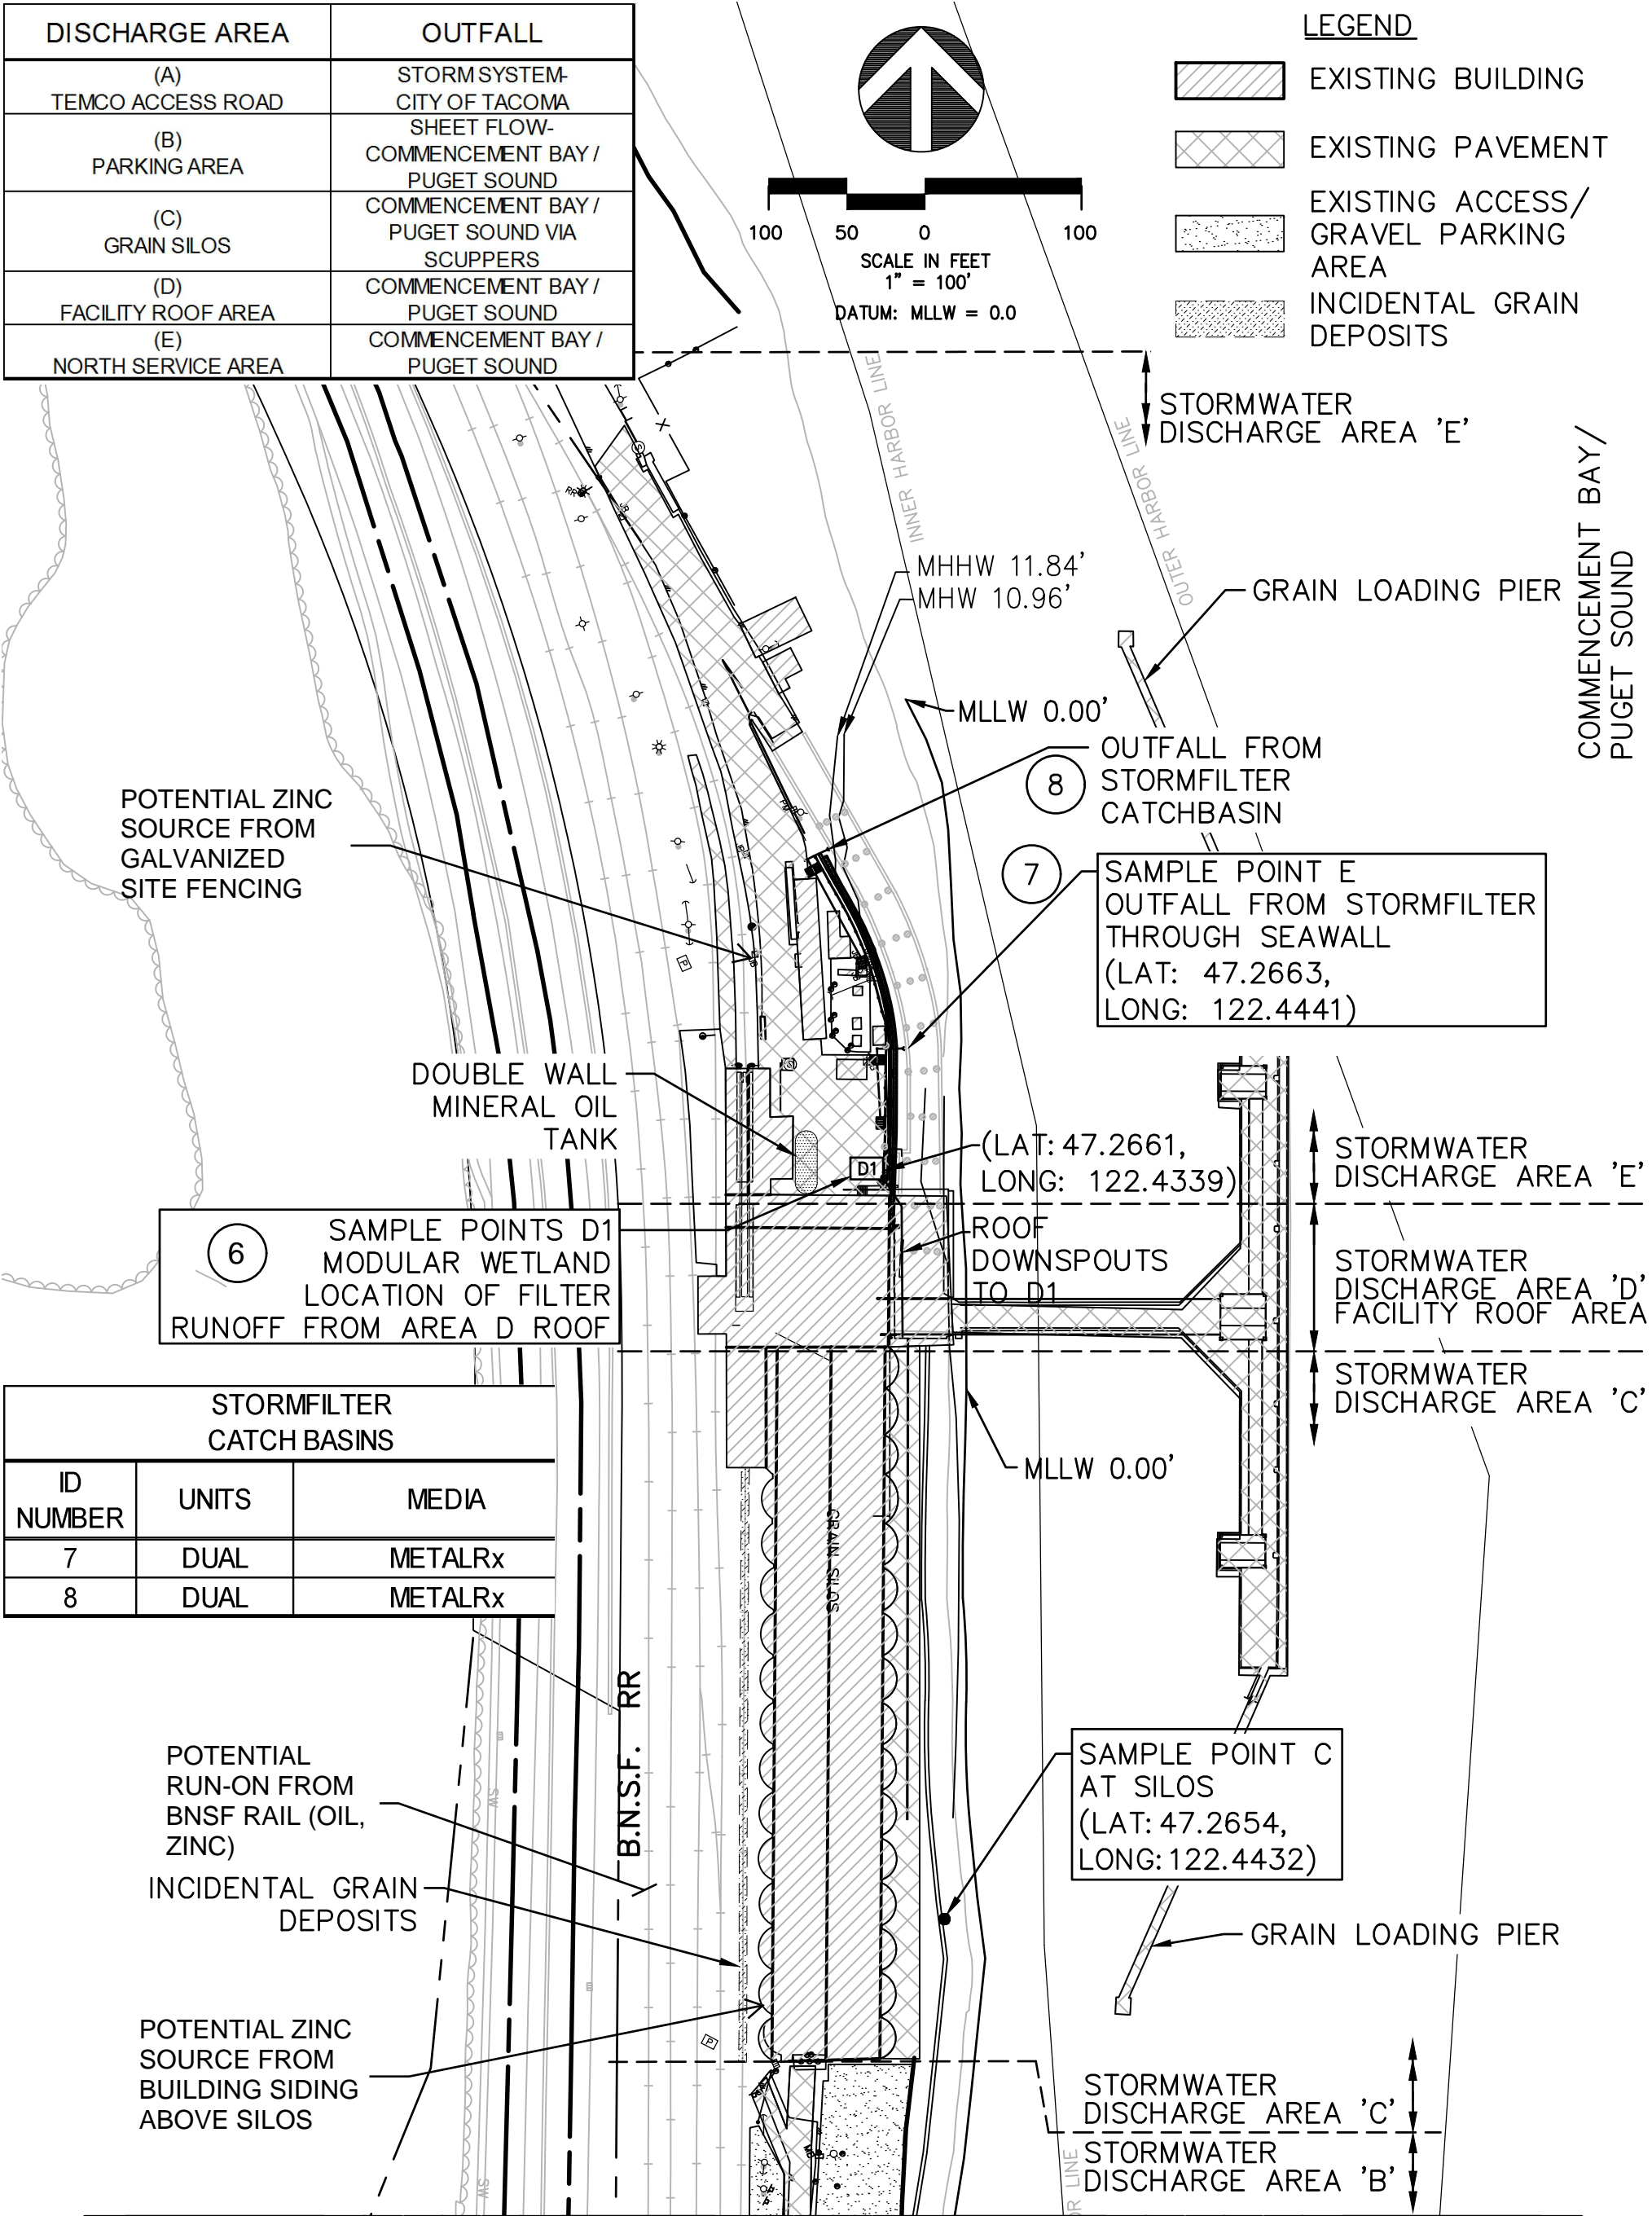 DISCHARGE AREA
OUTFALL
(A)
TEMCO ACCESS ROAD
STORM SYSTEM-
CITY OF TACOMA
(B)
PARKING AREA
SHEET FLOW-
COMMENCEMENT BAY /
PUGET SOUND
(C)
GRAIN SILOS
COMMENCEMENT BAY /
PUGET SOUND VIA
SCUPPERS
(D)
FACILITY ROOF AREA
COMMENCEMENT BAY /
PUGET SOUND
(E)
NORTH SERVICE AREA
COMMENCEMENT BAY /
PUGET SOUND
100 50 0 100
SCALE IN FEET
1" = 100'
DATUM: MLLW = 0.0
LEGEND
EXISTING BUILDING
EXISTING PAVEMENT
EXISTING ACCESS/
GRAVEL PARKING
AREA
INCIDENTAL GRAIN
DEPOSITS
STORMWATER
DISCHARGE AREA 'E'
INNER HARBOR LINE
OUTER HARBOR LINE
COMMENCEMENT BAY/
PUGET SOUND
X
MHHW 11.84'
MHW 10.96'
GRAIN LOADING PIER
MLLW 0.00'
8
OUTFALL FROM
STORMFILTER
CATCHBASIN
POTENTIAL ZINC
SOURCE FROM
GALVANIZED
SITE FENCING
7
SAMPLE POINT E
OUTFALL FROM STORMFILTER
THROUGH SEAWALL
(LAT: 47.2663,
LONG: 122.4441)
P
DOUBLE WALL
MINERAL OIL
TANK
D1
(LAT: 47.2661,
LONG: 122.4339)
STORMWATER
DISCHARGE AREA 'E'
6
SAMPLE POINTS D1
MODULAR WETLAND
LOCATION OF FILTER
RUNOFF FROM AREA D ROOF
ROOF
DOWNSPOUTS
TO D1
STORMWATER
DISCHARGE AREA 'D'
FACILITY ROOF AREA
STORMWATER
DISCHARGE AREA 'C'
STORMFILTER
CATCH BASINS
ID
NUMBER
UNITS
MEDIA
7 DUAL METALRx
8 DUAL METALRx
MLLW 0.00'
GRAIN SILOS
B.N.S.F. RR
POTENTIAL
RUN-ON FROM
BNSF RAIL (OIL,
ZINC)
SW
INCIDENTAL GRAIN
DEPOSITS
SAMPLE POINT C
AT SILOS
(LAT: 47.2654,
LONG: 122.4432)
GRAIN LOADING PIER
POTENTIAL ZINC
SOURCE FROM
BUILDING SIDING
ABOVE SILOS
P
SW
STORMWATER
DISCHARGE AREA 'C'
STORMWATER
DISCHARGE AREA 'B'
OR LINE